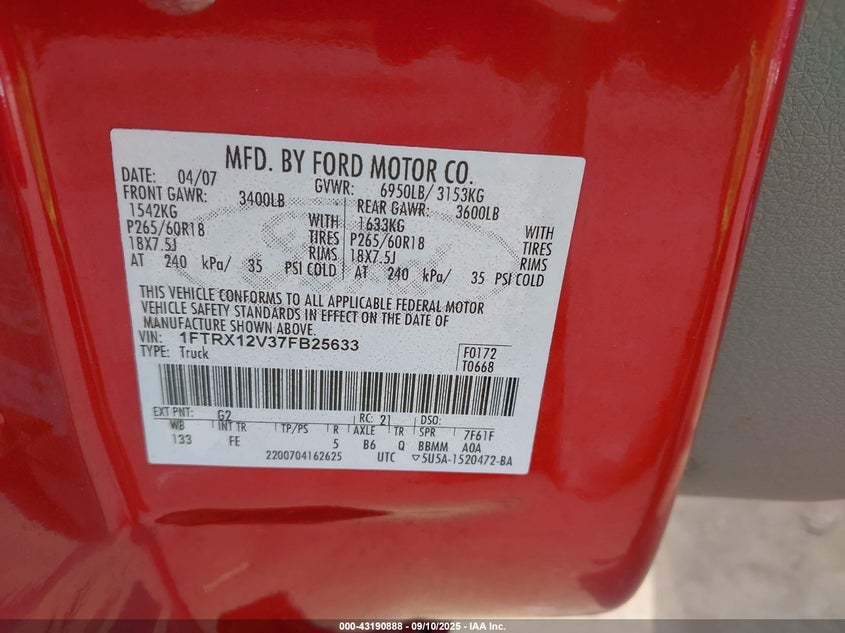 MFD. BY FORD MOTOR CO.
DATE: 04/07 GVWR: 6950LB/ 3153KG
FRONT GAWR: 3400LB REAR GAWR: 3600LB
1542KG WITH 1633KG WITH
P265/60R18 TIRES P265/60R18 TIRES
18X7.5J RIMS 18X7.5J RIMS
AT 240 kPa/ 35 PSI COLD AT 240 kPa/ 35 PSI COLD
THIS VEHICLE CONFORMS TO ALL APPLICABLE FEDERAL MOTOR
VEHICLE SAFETY STANDARDS IN EFFECT ON THE DATE OF
MANUFACTURE SHOWN ABOVE.
VIN: 1FTRX12V37FB25633
TYPE: Truck
F0172
T0668
EXT PNT: G2 RC: 21 DSO:
WB INT TR TP/PS R AXLE TR SPR 7F61F
133 FE 5 B6 Q BBMM A0A
2200704162625 UTC ▽5U5A-1520472-BA
Ford
000-43190888 - 09/10/2025 - IAA Inc.